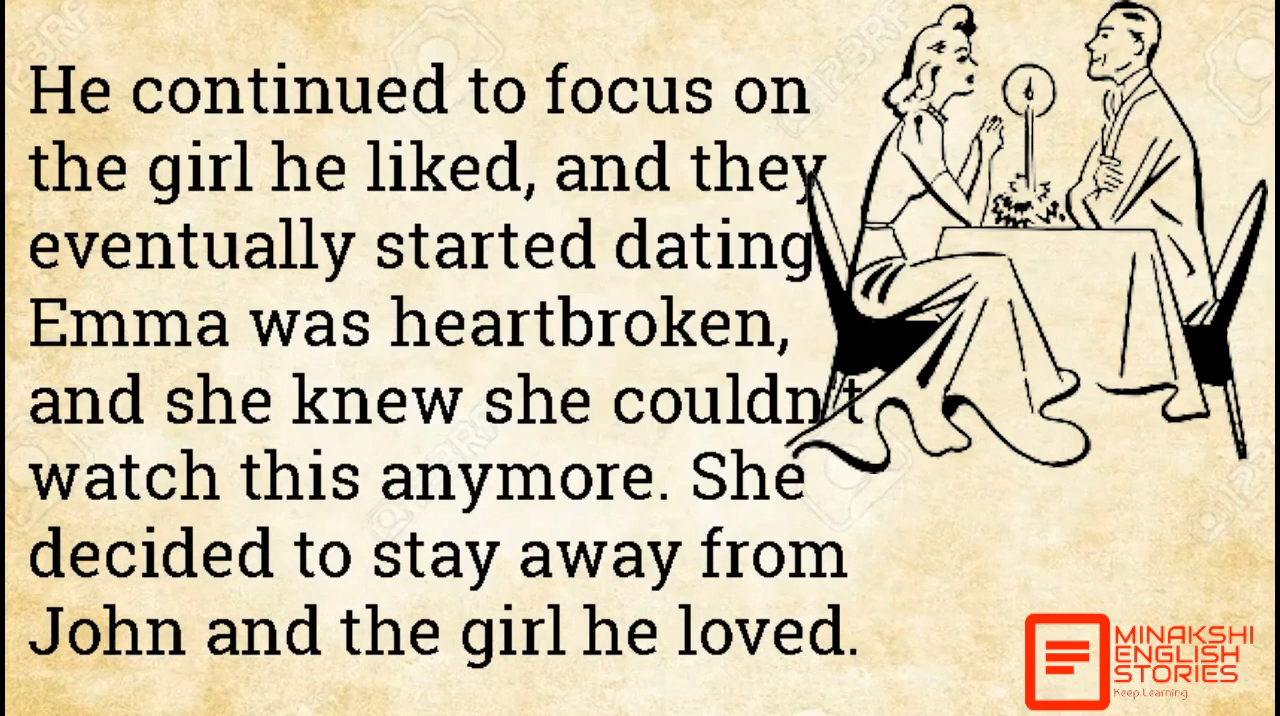 He continued to focus on
the girl he liked, and they
eventually started dating
Emma was heartbroken,
and she knew she couldn't
watch this anymore. She
decided to stay away from
John and the girl he loved.
MINAKSHI
ENGLISH
STORIES
Keep Learning